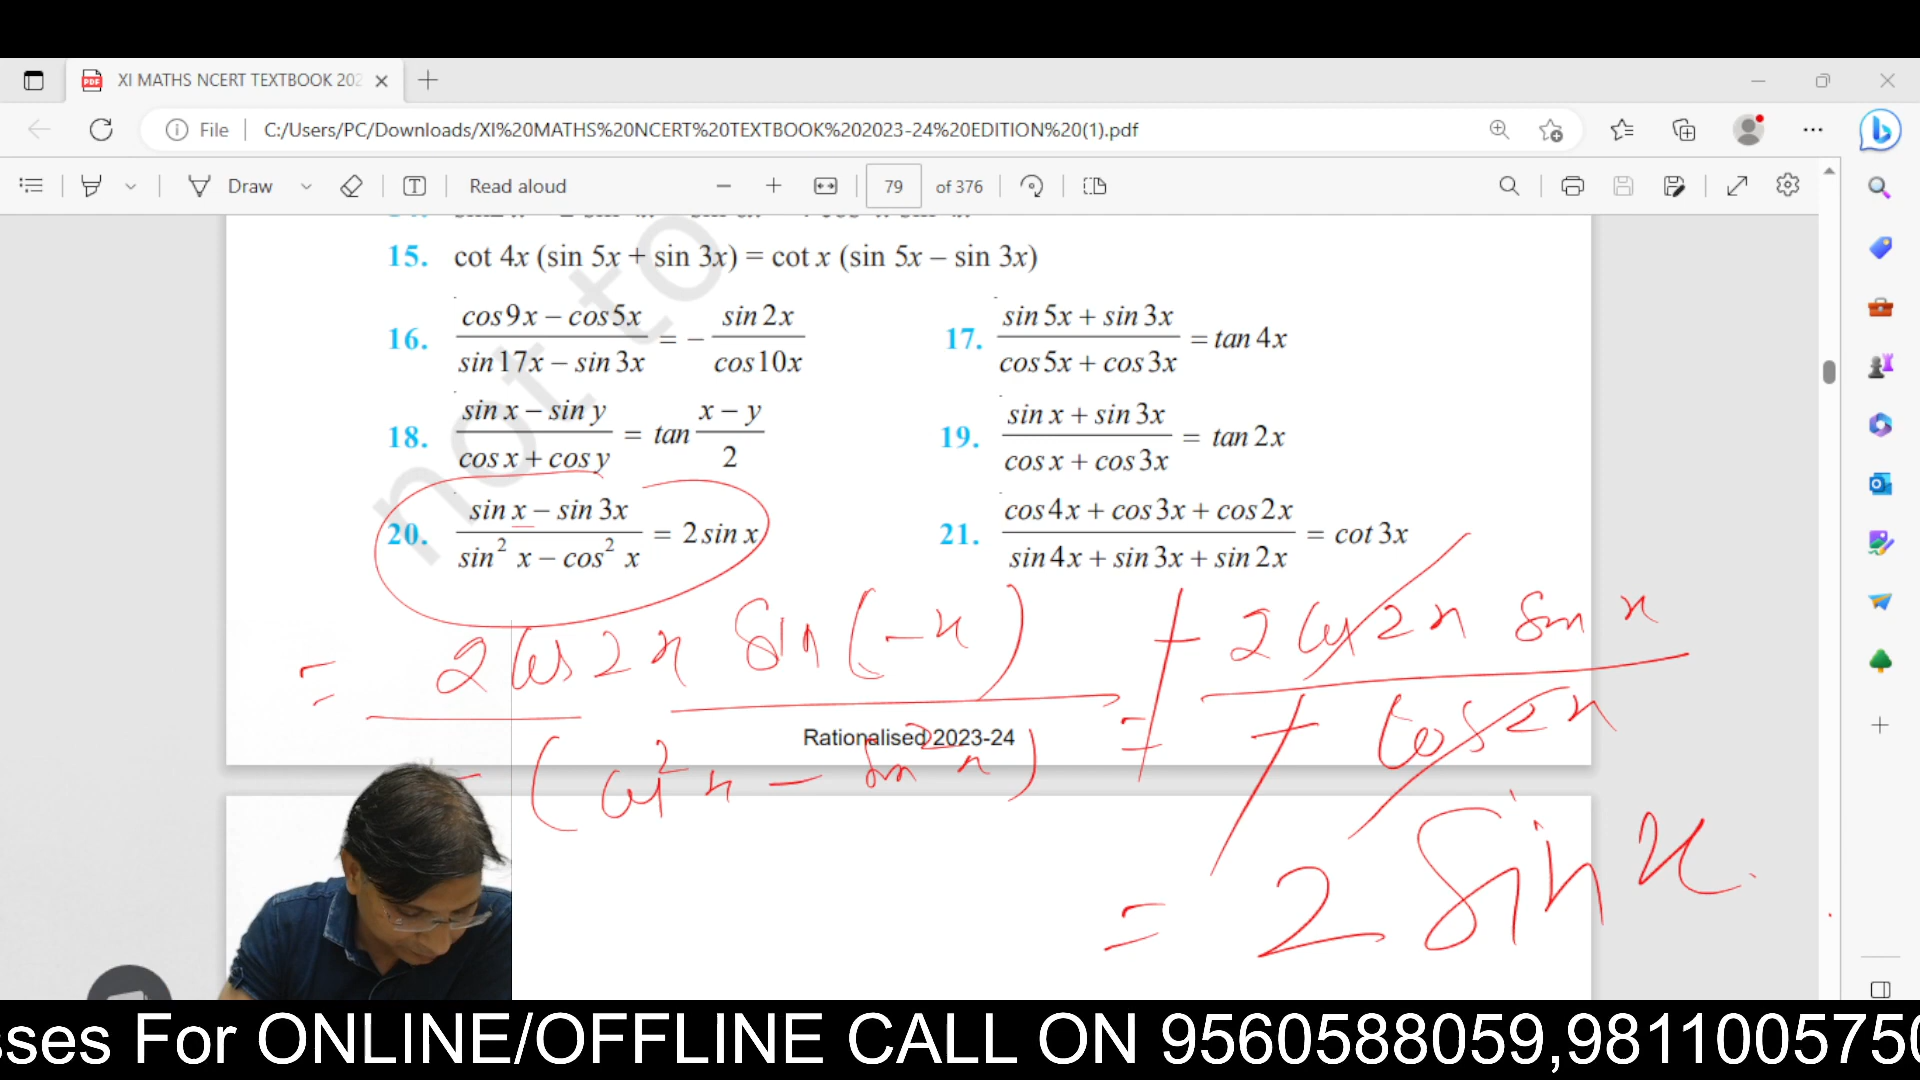 XI MATHS NCERT TEXTBOOK 202
File C:/Users/PC/Downloads/XI%20MATHS%20NCERT%20TEXTBOOK%202023-24%20EDITION%20(1).pdf
Draw Read aloud 79 of 376
15. cot 4x (sin 5x + sin 3x) = cot x (sin 5x – sin 3x)
16. (cos 9x – cos 5x)/(sin 17x – sin 3x) = – sin 2x/cos 10x 17. (sin 5x + sin 3x)/(cos 5x + cos 3x) = tan 4x
18. (sin x – sin y)/(cos x + cos y) = tan (x – y)/2 19. (sin x + sin 3x)/(cos x + cos 3x) = tan 2x
20. (sin x – sin 3x)/(sin² x – cos² x) = 2 sin x 21. (cos 4x + cos 3x + cos 2x)/(sin 4x + sin 3x + sin 2x) = cot 3x
= 2 cos 2x sin (-x) = - 2 cos 2x sin x
- (cos² x - sin² x) - cos 2x
Rationalised 2023-24
= 2 sin x
not to
sses For ONLINE/OFFLINE CALL ON 9560588059,9811005750